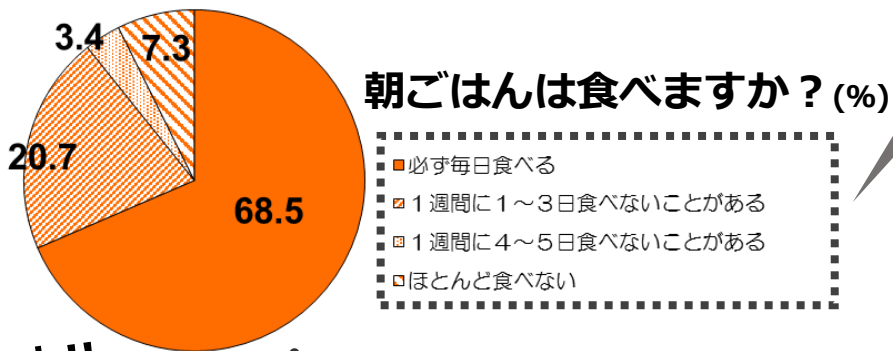 3.4
7.3
朝ごはんは食べますか？(%)
20.7
68.5
必ず毎日食べる
１週間に１～３日食べないことがある
１週間に４～５日食べないことがある
ほとんど食べない